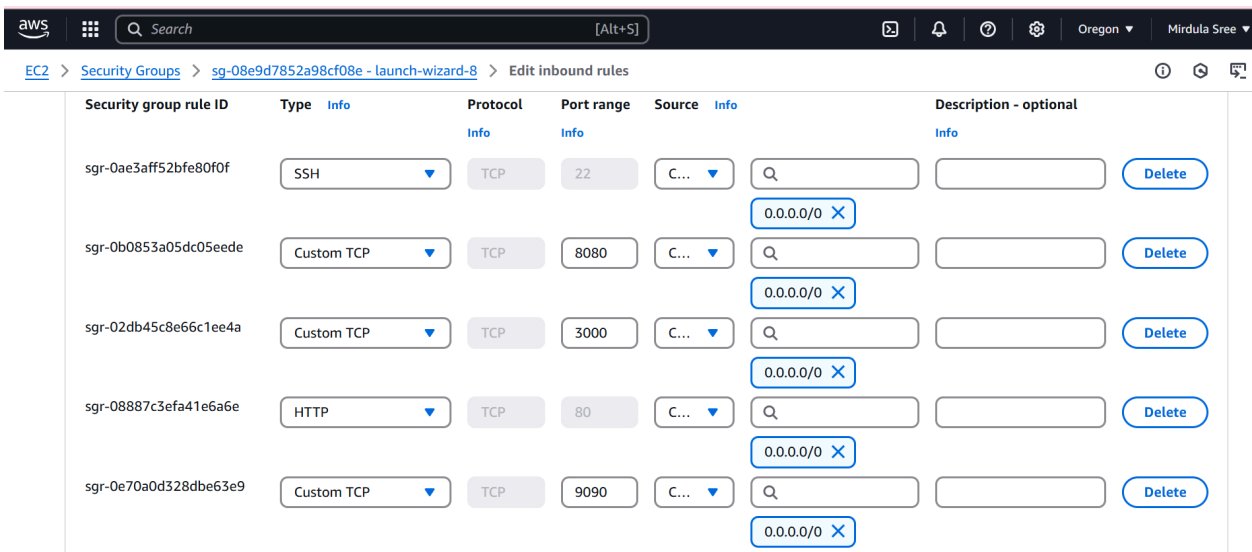 aws Search [Alt+S] Oregon Mirdula Sree
EC2 > Security Groups > sg-08e9d7852a98cf08e - launch-wizard-8 > Edit inbound rules
Security group rule ID Type Info Protocol Port range Source Info Description - optional
Info Info Info
sgr-0ae3aff52bfe80f0f SSH TCP 22 C... Delete
0.0.0.0/0
sgr-0b0853a05dc05eede Custom TCP TCP 8080 C... Delete
0.0.0.0/0
sgr-02db45c8e66c1ee4a Custom TCP TCP 3000 C... Delete
0.0.0.0/0
sgr-08887c3efa41e6a6e HTTP TCP 80 C... Delete
0.0.0.0/0
sgr-0e70a0d328dbe63e9 Custom TCP TCP 9090 C... Delete
0.0.0.0/0